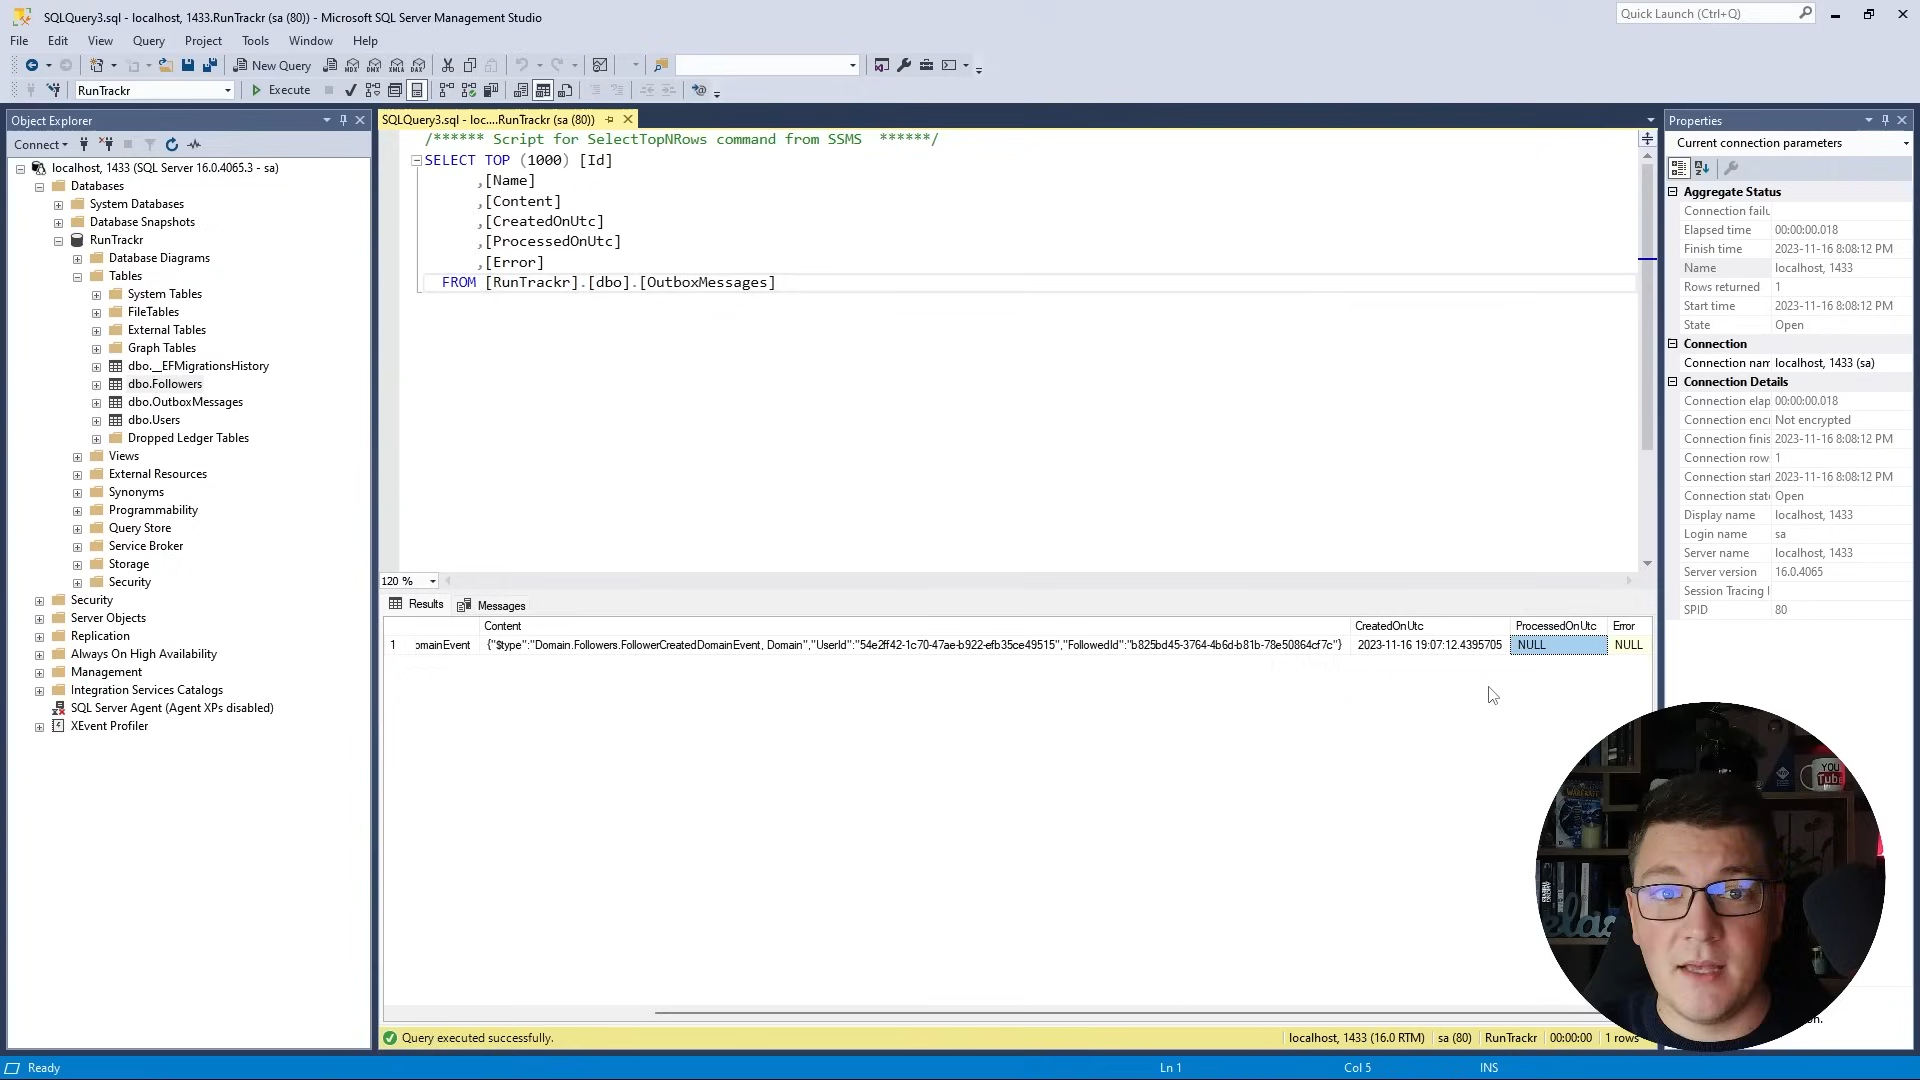 SQLQuery3.sql - localhost, 1433.RunTrackr (sa (80)) - Microsoft SQL Server Management Studio
Quick Launch (Ctrl+Q)
File Edit View Query Project Tools Window Help
New Query
RunTrackr Execute
Object Explorer
Connect
localhost, 1433 (SQL Server 16.0.4065.3 - sa)
Databases
System Databases
Database Snapshots
RunTrackr
Database Diagrams
Tables
System Tables
FileTables
External Tables
Graph Tables
dbo.__EFMigrationsHistory
dbo.Followers
dbo.OutboxMessages
dbo.Users
Dropped Ledger Tables
Views
External Resources
Synonyms
Programmability
Query Store
Service Broker
Storage
Security
Security
Server Objects
Replication
Always On High Availability
Management
Integration Services Catalogs
SQL Server Agent (Agent XPs disabled)
XEvent Profiler
SQLQuery3.sql - loc....RunTrackr (sa (80))
/****** Script for SelectTopNRows command from SSMS ******/
SELECT TOP (1000) [Id]
,[Name]
,[Content]
,[CreatedOnUtc]
,[ProcessedOnUtc]
,[Error]
FROM [RunTrackr].[dbo].[OutboxMessages]
120 %
Results Messages
Content CreatedOnUtc ProcessedOnUtc Error
1 omainEvent {"$type":"Domain.Followers.FollowerCreatedDomainEvent, Domain","UserId":"54e2ff42-1c70-47ae-b922-efb35ce49515","FollowedId":"b825bd45-3764-4b6d-b81b-78e50864cf7c"} 2023-11-16 19:07:12.4395705 NULL NULL
Query executed successfully.
localhost, 1433 (16.0 RTM) sa (80) RunTrackr 00:00:00 1 rows
Properties
Current connection parameters
Aggregate Status
Connection failu
Elapsed time 00:00:00.018
Finish time 2023-11-16 8:08:12 PM
Name localhost, 1433
Rows returned 1
Start time 2023-11-16 8:08:12 PM
State Open
Connection
Connection nam localhost, 1433 (sa)
Connection Details
Connection elap 00:00:00.018
Connection enc Not encrypted
Connection finis 2023-11-16 8:08:12 PM
Connection row 1
Connection start 2023-11-16 8:08:12 PM
Connection stat Open
Display name localhost, 1433
Login name sa
Server name localhost, 1433
Server version 16.0.4065
Session Tracing I
SPID 80
YOU
Tube
Ready Ln 1 Col 5 INS